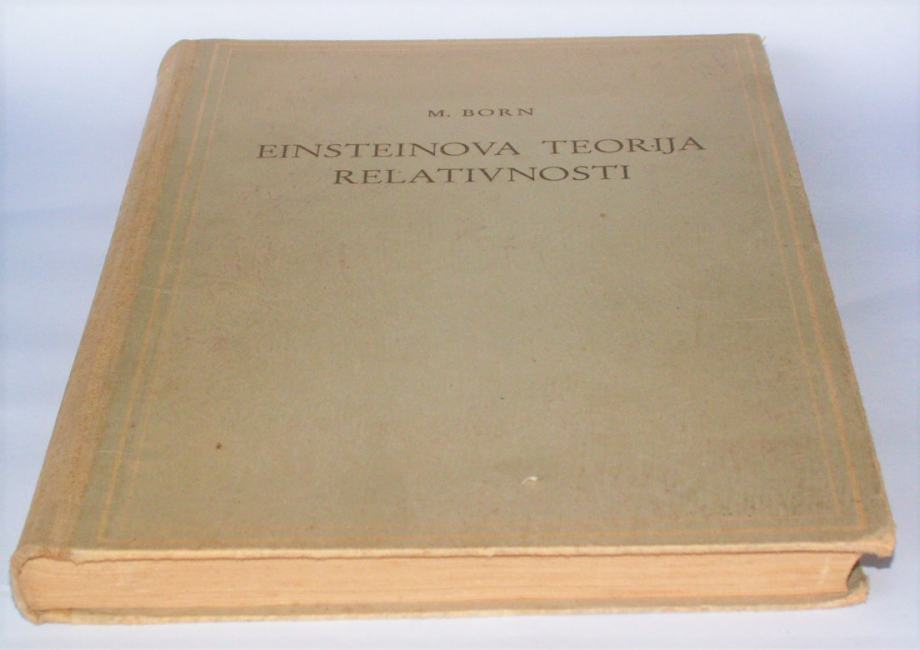 M. BORN
EINSTEINOVA TEORIJA
RELATIVNOSTI